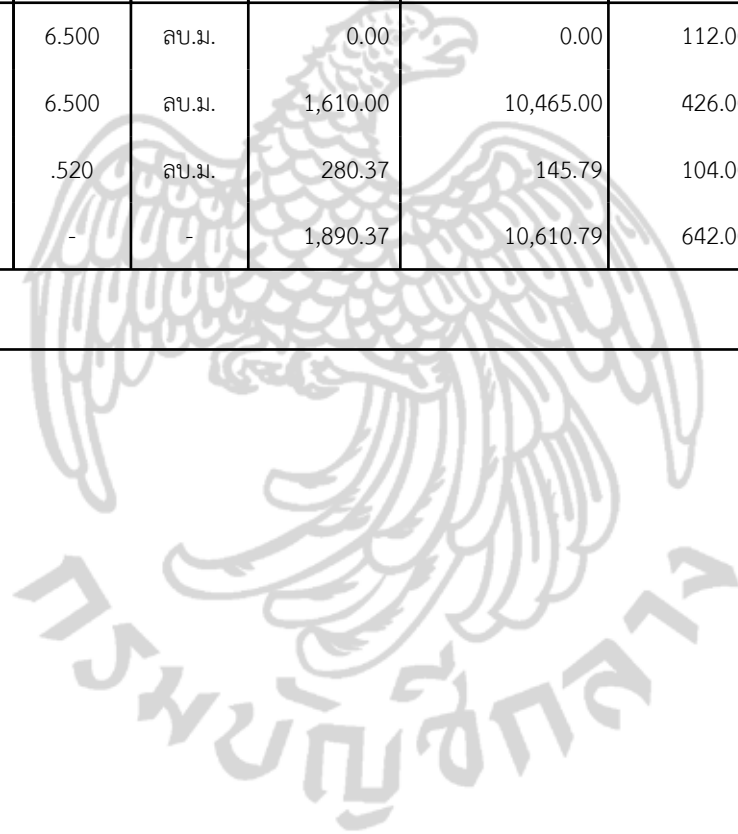 6.500 ลบ.ม. 0.00 0.00 112.0
6.500 ลบ.ม. 1,610.00 10,465.00 426.0
.520 ลบ.ม. 280.37 145.79 104.0
- - 1,890.37 10,610.79 642.0
กรมบัญชีกลาง